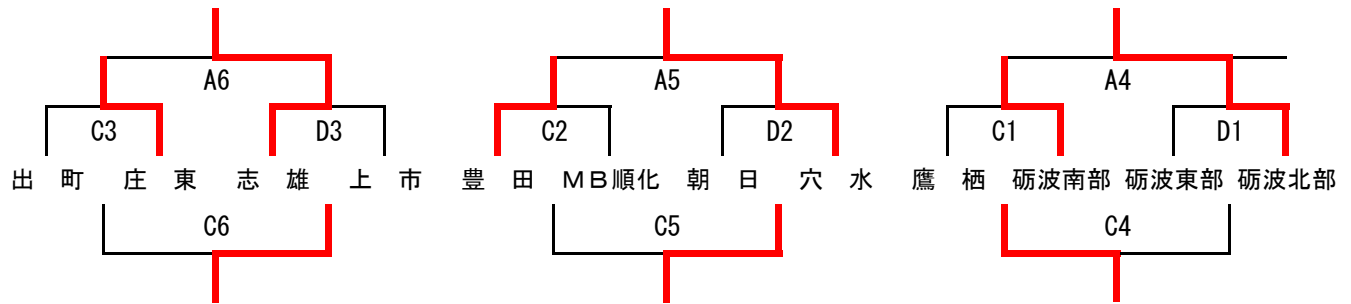 A6 A5 A4
C3 D3 C2 D2 C1 D1
出町 庄東 志雄 上市 豊田 MB順化 朝日 穴水 鷹栖 砺波南部 砺波東部 砺波北部
C6 C5 C4